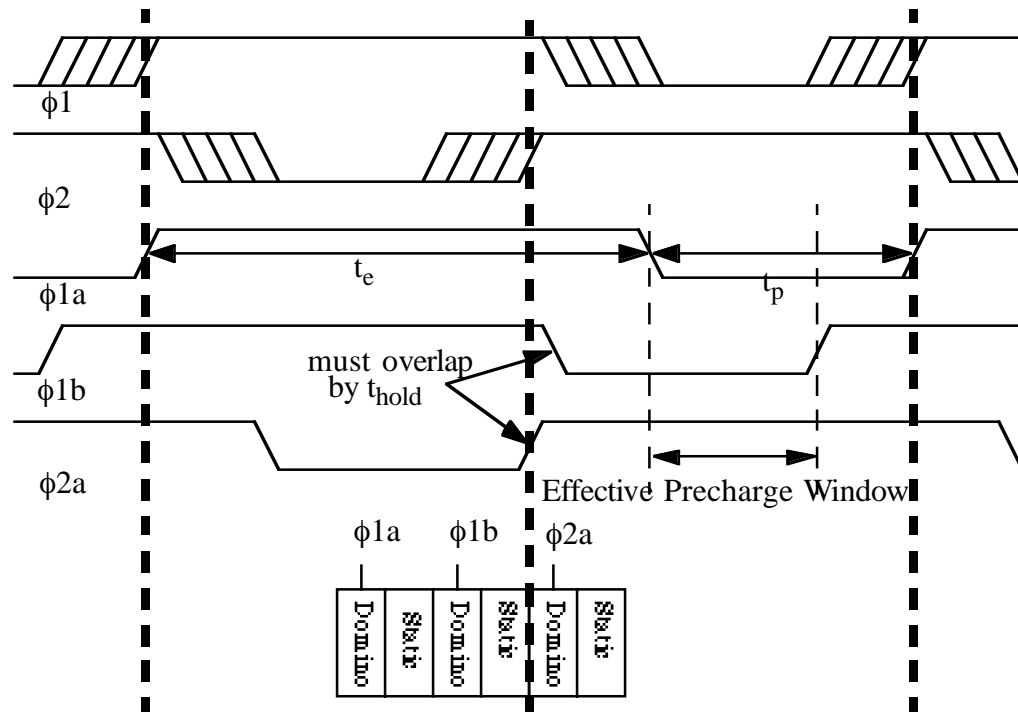 ϕ1
ϕ2
t_e
t_p
ϕ1a
must overlap
by t_hold
ϕ1b
ϕ2a
Effective Precharge Window
ϕ1a
ϕ1b
ϕ2a
Domino
Static
Domino
Static
Domino
Static